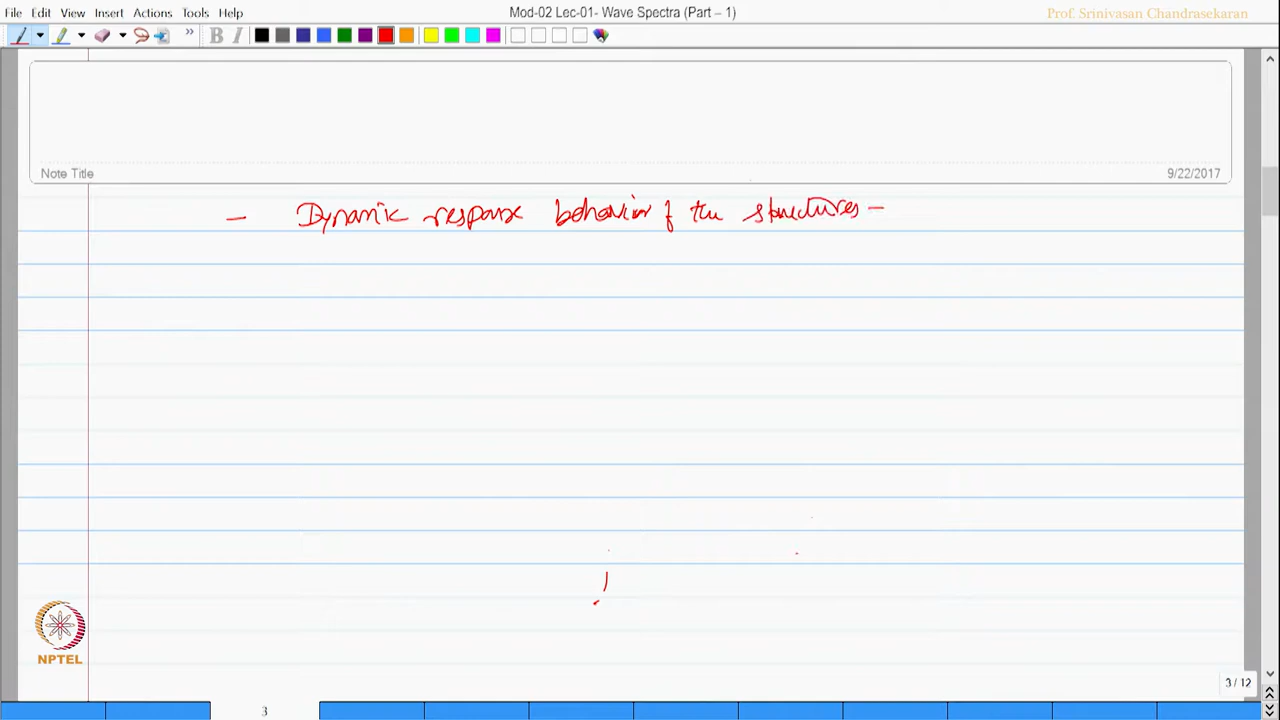 File Edit View Insert Actions Tools Help
Mod-02 Lec-01- Wave Spectra (Part – 1)
Prof. Srinivasan Chandrasekaran
B I
Note Title
9/22/2017
- Dynamic response behavior of the structures -
NPTEL
3 / 12
3